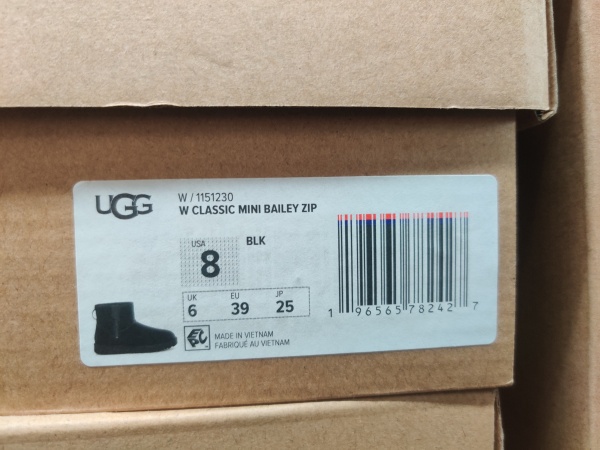 UGG
W / 1151230
W CLASSIC MINI BAILEY ZIP
USA
8
BLK
UK EU JP
6 39 25
1 96565 78242 7
MADE IN VIETNAM
FABRIQUÉ AU VIETNAM